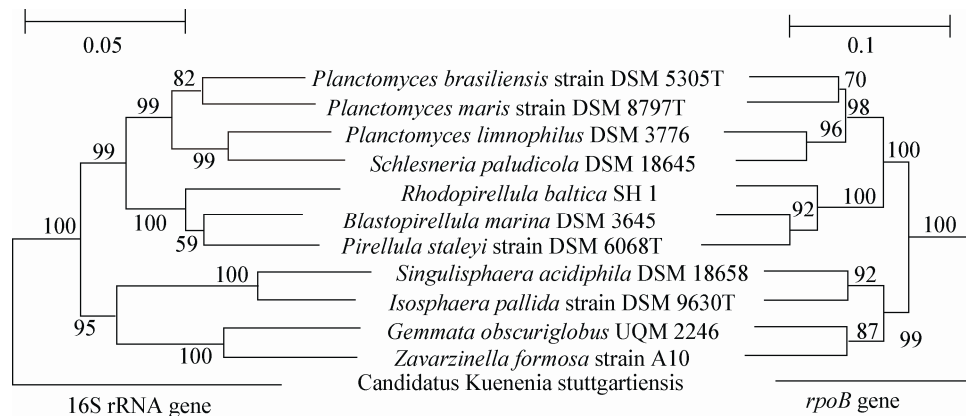 0.05 0.1
82 Planctomyces brasiliensis strain DSM 5305T 70
99 Planctomyces maris strain DSM 8797T 98
Planctomyces limnophilus DSM 3776 96
99 99 Schlesneria paludicola DSM 18645 100
Rhodopirellula baltica SH 1
100 Blastopirellula marina DSM 3645 92 100
100 59 Pirellula staleyi strain DSM 6068T 100
100 Singulisphaera acidiphila DSM 18658 92
Isosphaera pallida strain DSM 9630T
95 Gemmata obscuriglobus UQM 2246 87 99
100 Zavarzinella formosa strain A10
Candidatus Kuenenia stuttgartiensis
16S rRNA gene rpoB gene